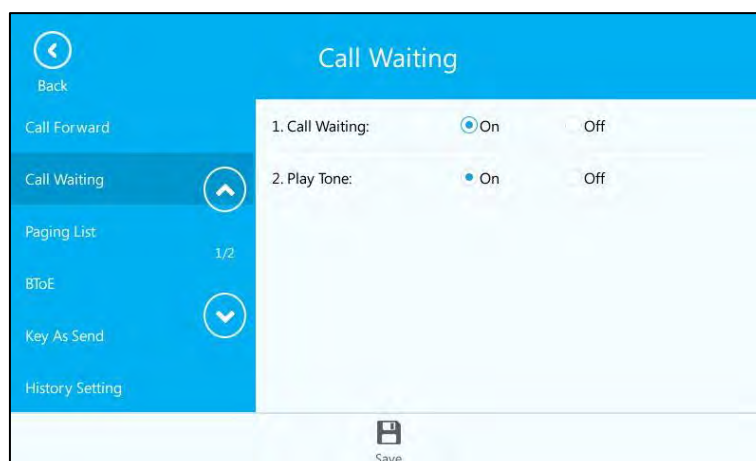 Call Waiting
Back
Call Forward
Call Waiting
Paging List
1/2
BToE
Key As Send
History Setting
1. Call Waiting: On Off
2. Play Tone: On Off
Save